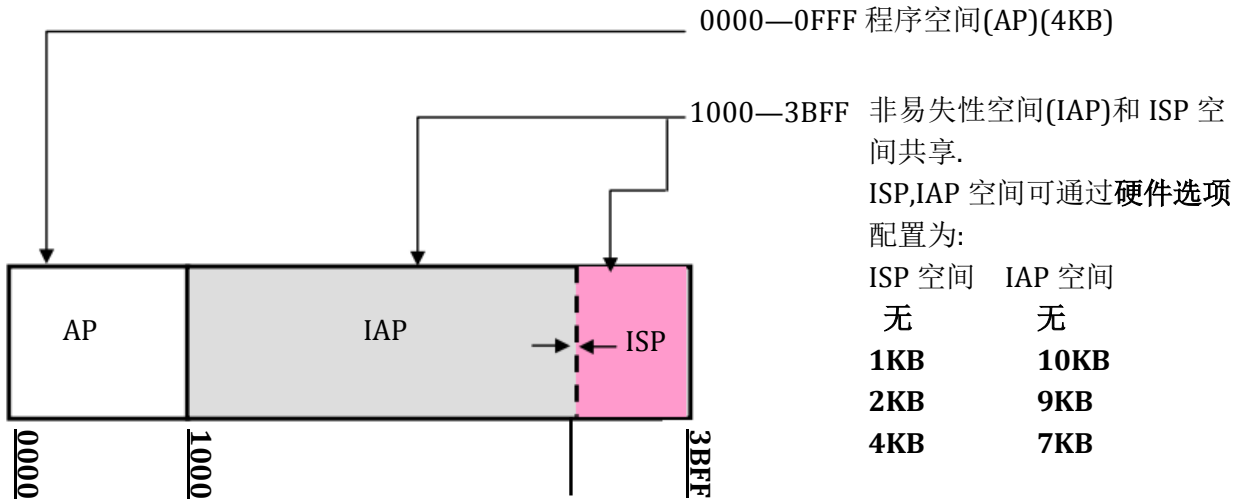 0000—0FFF 程序空间(AP)(4KB)
1000—3BFF 非易失性空间(IAP)和 ISP 空
间共享.
ISP,IAP 空间可通过硬件选项
配置为:
ISP 空间 IAP 空间
无 无
1KB 10KB
2KB 9KB
4KB 7KB
AP IAP ISP
0000 1000 3BFF